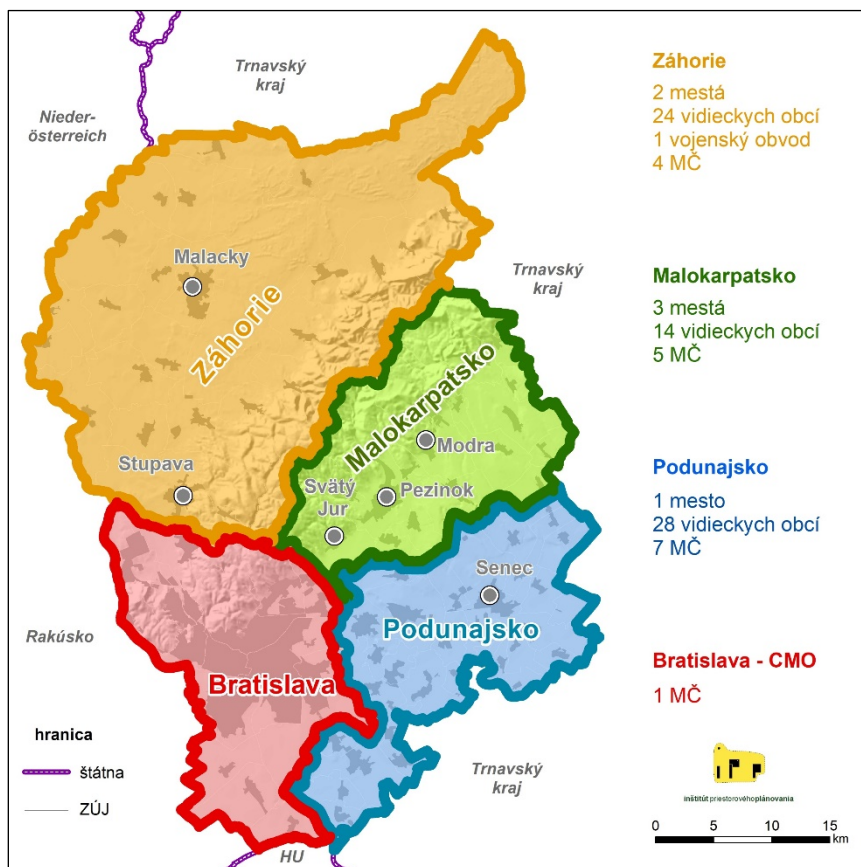 Trnavský
kraj
Nieder-
österreich
Malacky
Záhorie
Trnavský
kraj
Malokarpatsko
Modra
Stupava
Svätý
Jur
Pezinok
Senec
Podunajsko
Rakúsko
Bratislava
Trnavský
kraj
HU
hranica
štátna
ZÚJ
Záhorie
2 mestá
24 vidieckych obcí
1 vojenský obvod
4 MČ
Malokarpatsko
3 mestá
14 vidieckych obcí
5 MČ
Podunajsko
1 mesto
28 vidieckych obcí
7 MČ
Bratislava - CMO
1 MČ
inštitút priestorovéhoplánovania
0 5 10 15
km